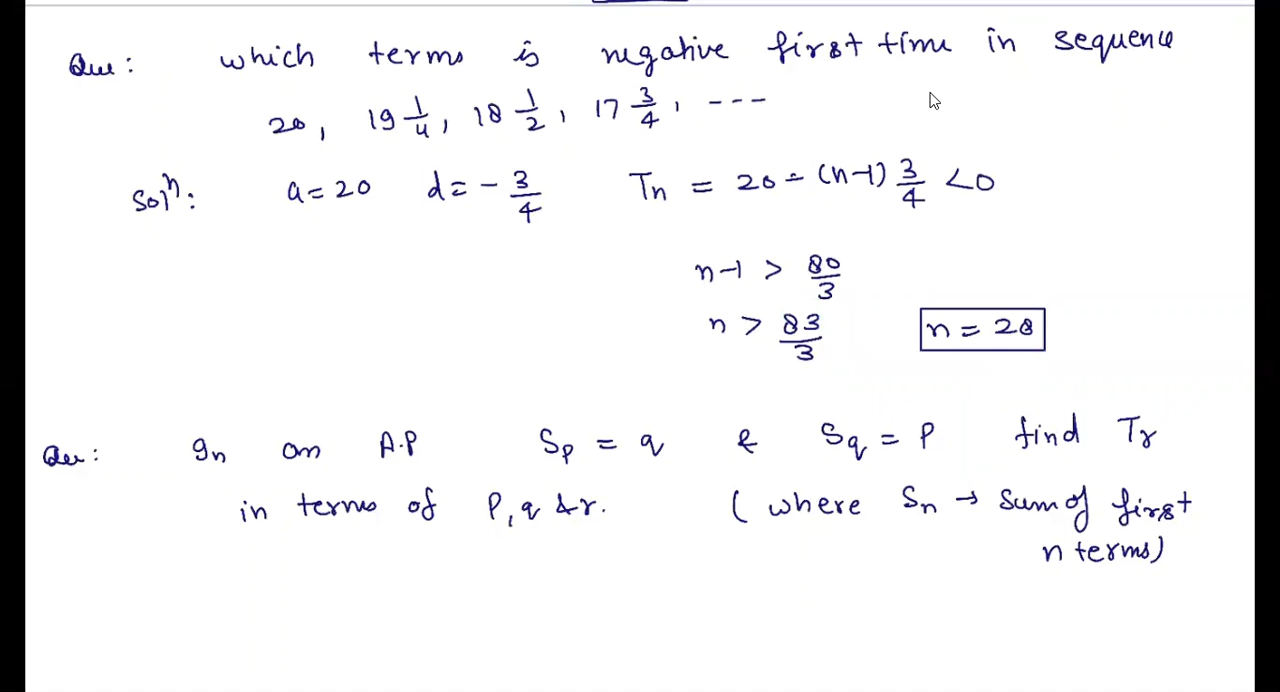 Que: which terms is negative first time in sequence
20, 19 1/4, 18 1/2, 17 3/4, ---
Solⁿ: a = 20 d = - 3/4 Tn = 20 - (n-1) 3/4 < 0
n-1 > 80/3
n > 83/3 n = 28
Que: In an A.P Sp = q & Sq = P find Tr
in terms of P, q & r. ( where Sn → Sum of first
n terms)